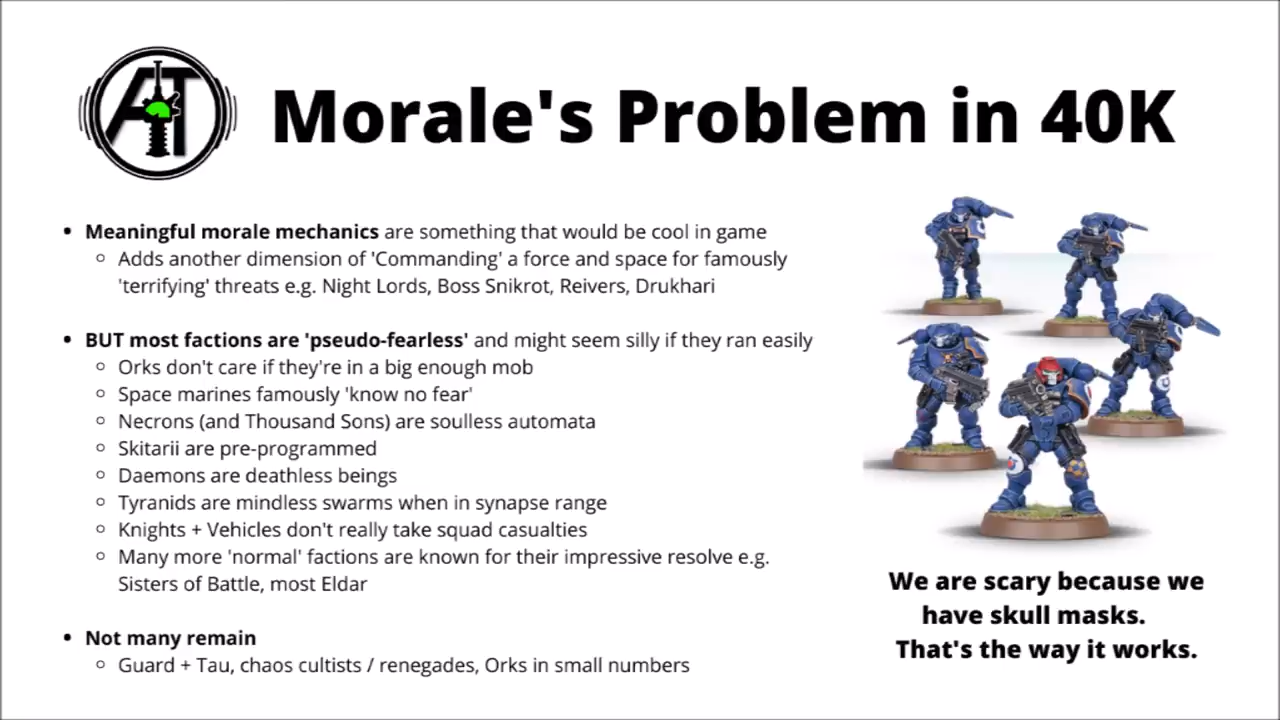 AT
Morale's Problem in 40K
• Meaningful morale mechanics are something that would be cool in game
◦ Adds another dimension of 'Commanding' a force and space for famously
'terrifying' threats e.g. Night Lords, Boss Snikrot, Reivers, Drukhari
• BUT most factions are 'pseudo-fearless' and might seem silly if they ran easily
◦ Orks don't care if they're in a big enough mob
◦ Space marines famously 'know no fear'
◦ Necrons (and Thousand Sons) are soulless automata
◦ Skitarii are pre-programmed
◦ Daemons are deathless beings
◦ Tyranids are mindless swarms when in synapse range
◦ Knights + Vehicles don't really take squad casualties
◦ Many more 'normal' factions are known for their impressive resolve e.g.
Sisters of Battle, most Eldar
• Not many remain
◦ Guard + Tau, chaos cultists / renegades, Orks in small numbers
We are scary because we
have skull masks.
That's the way it works.